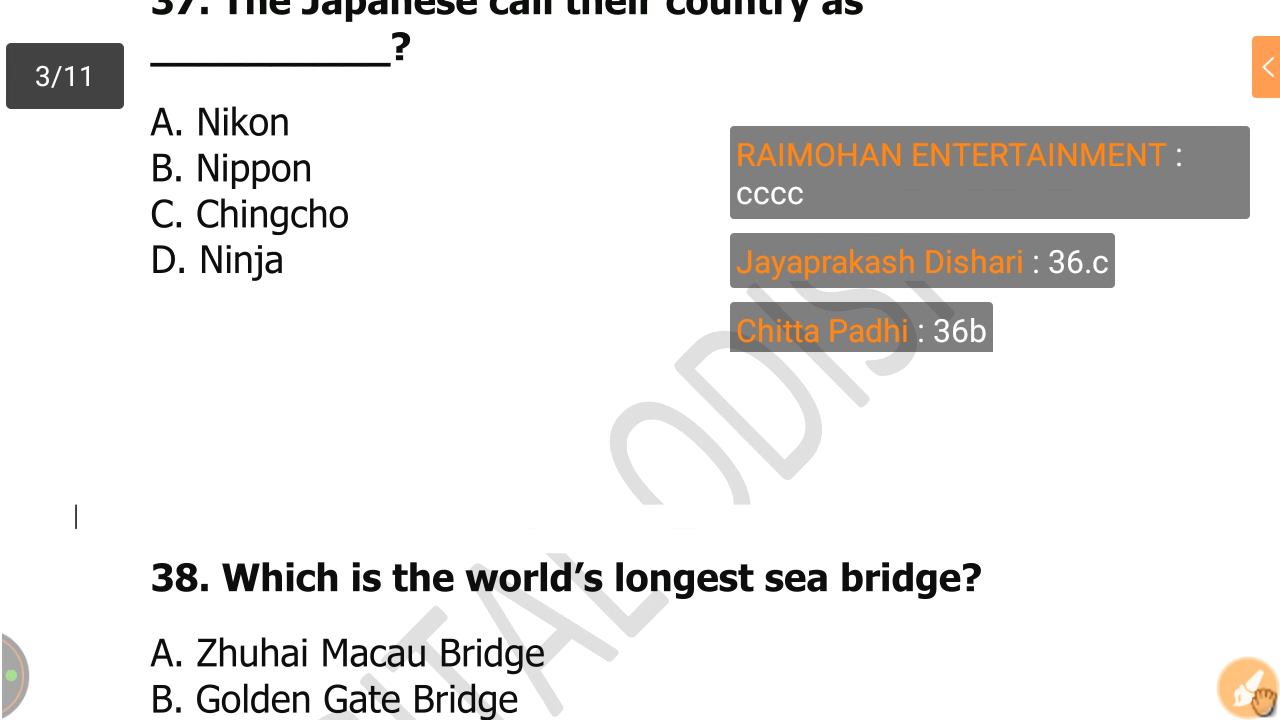 37. The Japanese call their country as
____________?
3/11
A. Nikon
B. Nippon
C. Chingcho
D. Ninja
RAIMOHAN ENTERTAINMENT :
cccc
Jayaprakash Dishari : 36.c
Chitta Padhi : 36b
38. Which is the world’s longest sea bridge?
A. Zhuhai Macau Bridge
B. Golden Gate Bridge